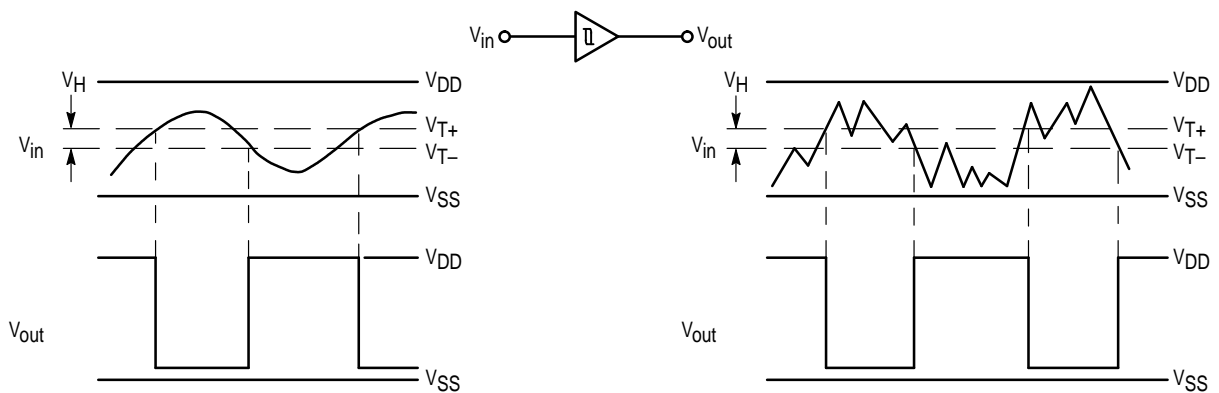 Vin Vout
VH VDD VH VDD
VT+ VT+
Vin VT– Vin VT–
VSS VSS
VDD VDD
Vout Vout
VSS VSS